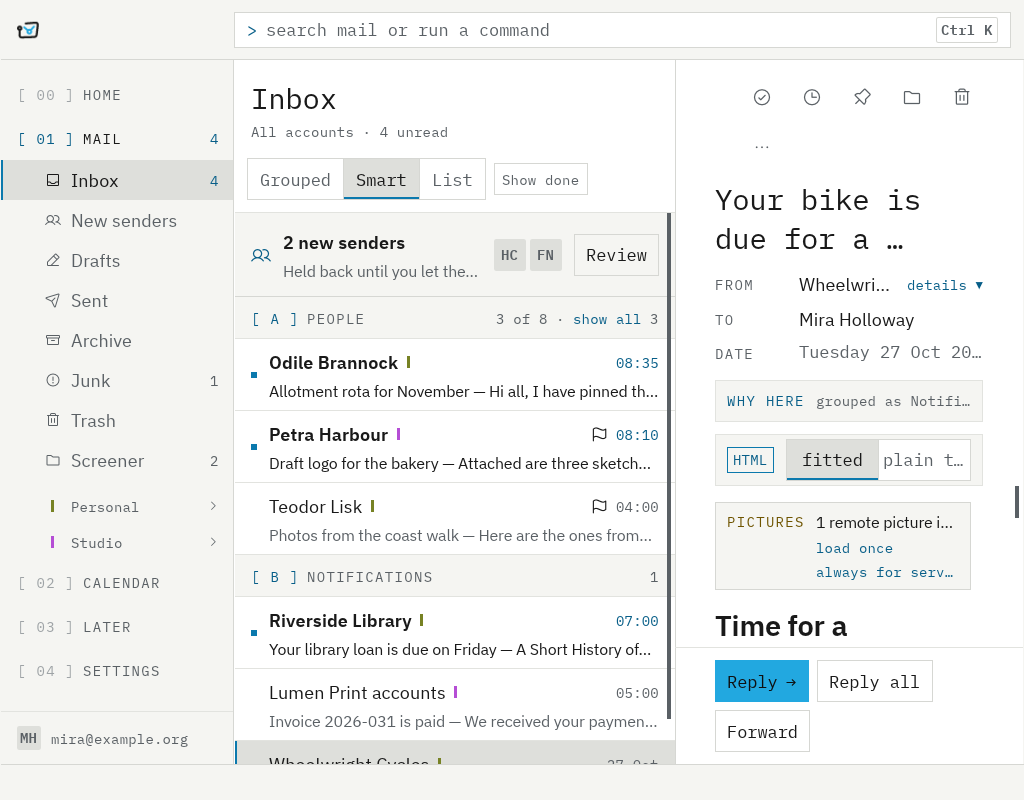 > search mail or run a command Ctrl K
[ 00 ] HOME
[ 01 ] MAIL 4
Inbox 4
New senders
Drafts
Sent
Archive
Junk 1
Trash
Screener 2
Personal
Studio
[ 02 ] CALENDAR
[ 03 ] LATER
[ 04 ] SETTINGS
MH mira@example.org
Inbox
All accounts · 4 unread
Grouped Smart List Show done
2 new senders
Held back until you let the…
HC FN Review
[ A ] PEOPLE 3 of 8 · show all 3
Odile Brannock 08:35
Allotment rota for November — Hi all, I have pinned th…
Petra Harbour 08:10
Draft logo for the bakery — Attached are three sketch…
Teodor Lisk 04:00
Photos from the coast walk — Here are the ones from…
[ B ] NOTIFICATIONS 1
Riverside Library 07:00
Your library loan is due on Friday — A Short History of…
Lumen Print accounts 05:00
Invoice 2026-031 is paid — We received your paymen…
Wheelwright Cycles 27 Oct
…
Your bike is
due for a …
FROM Wheelwri… details ▾
TO Mira Holloway
DATE Tuesday 27 Oct 20…
WHY HERE grouped as Notifi…
HTML fitted plain t…
PICTURES 1 remote picture i…
load once
always for serv…
Time for a
Reply → Reply all
Forward